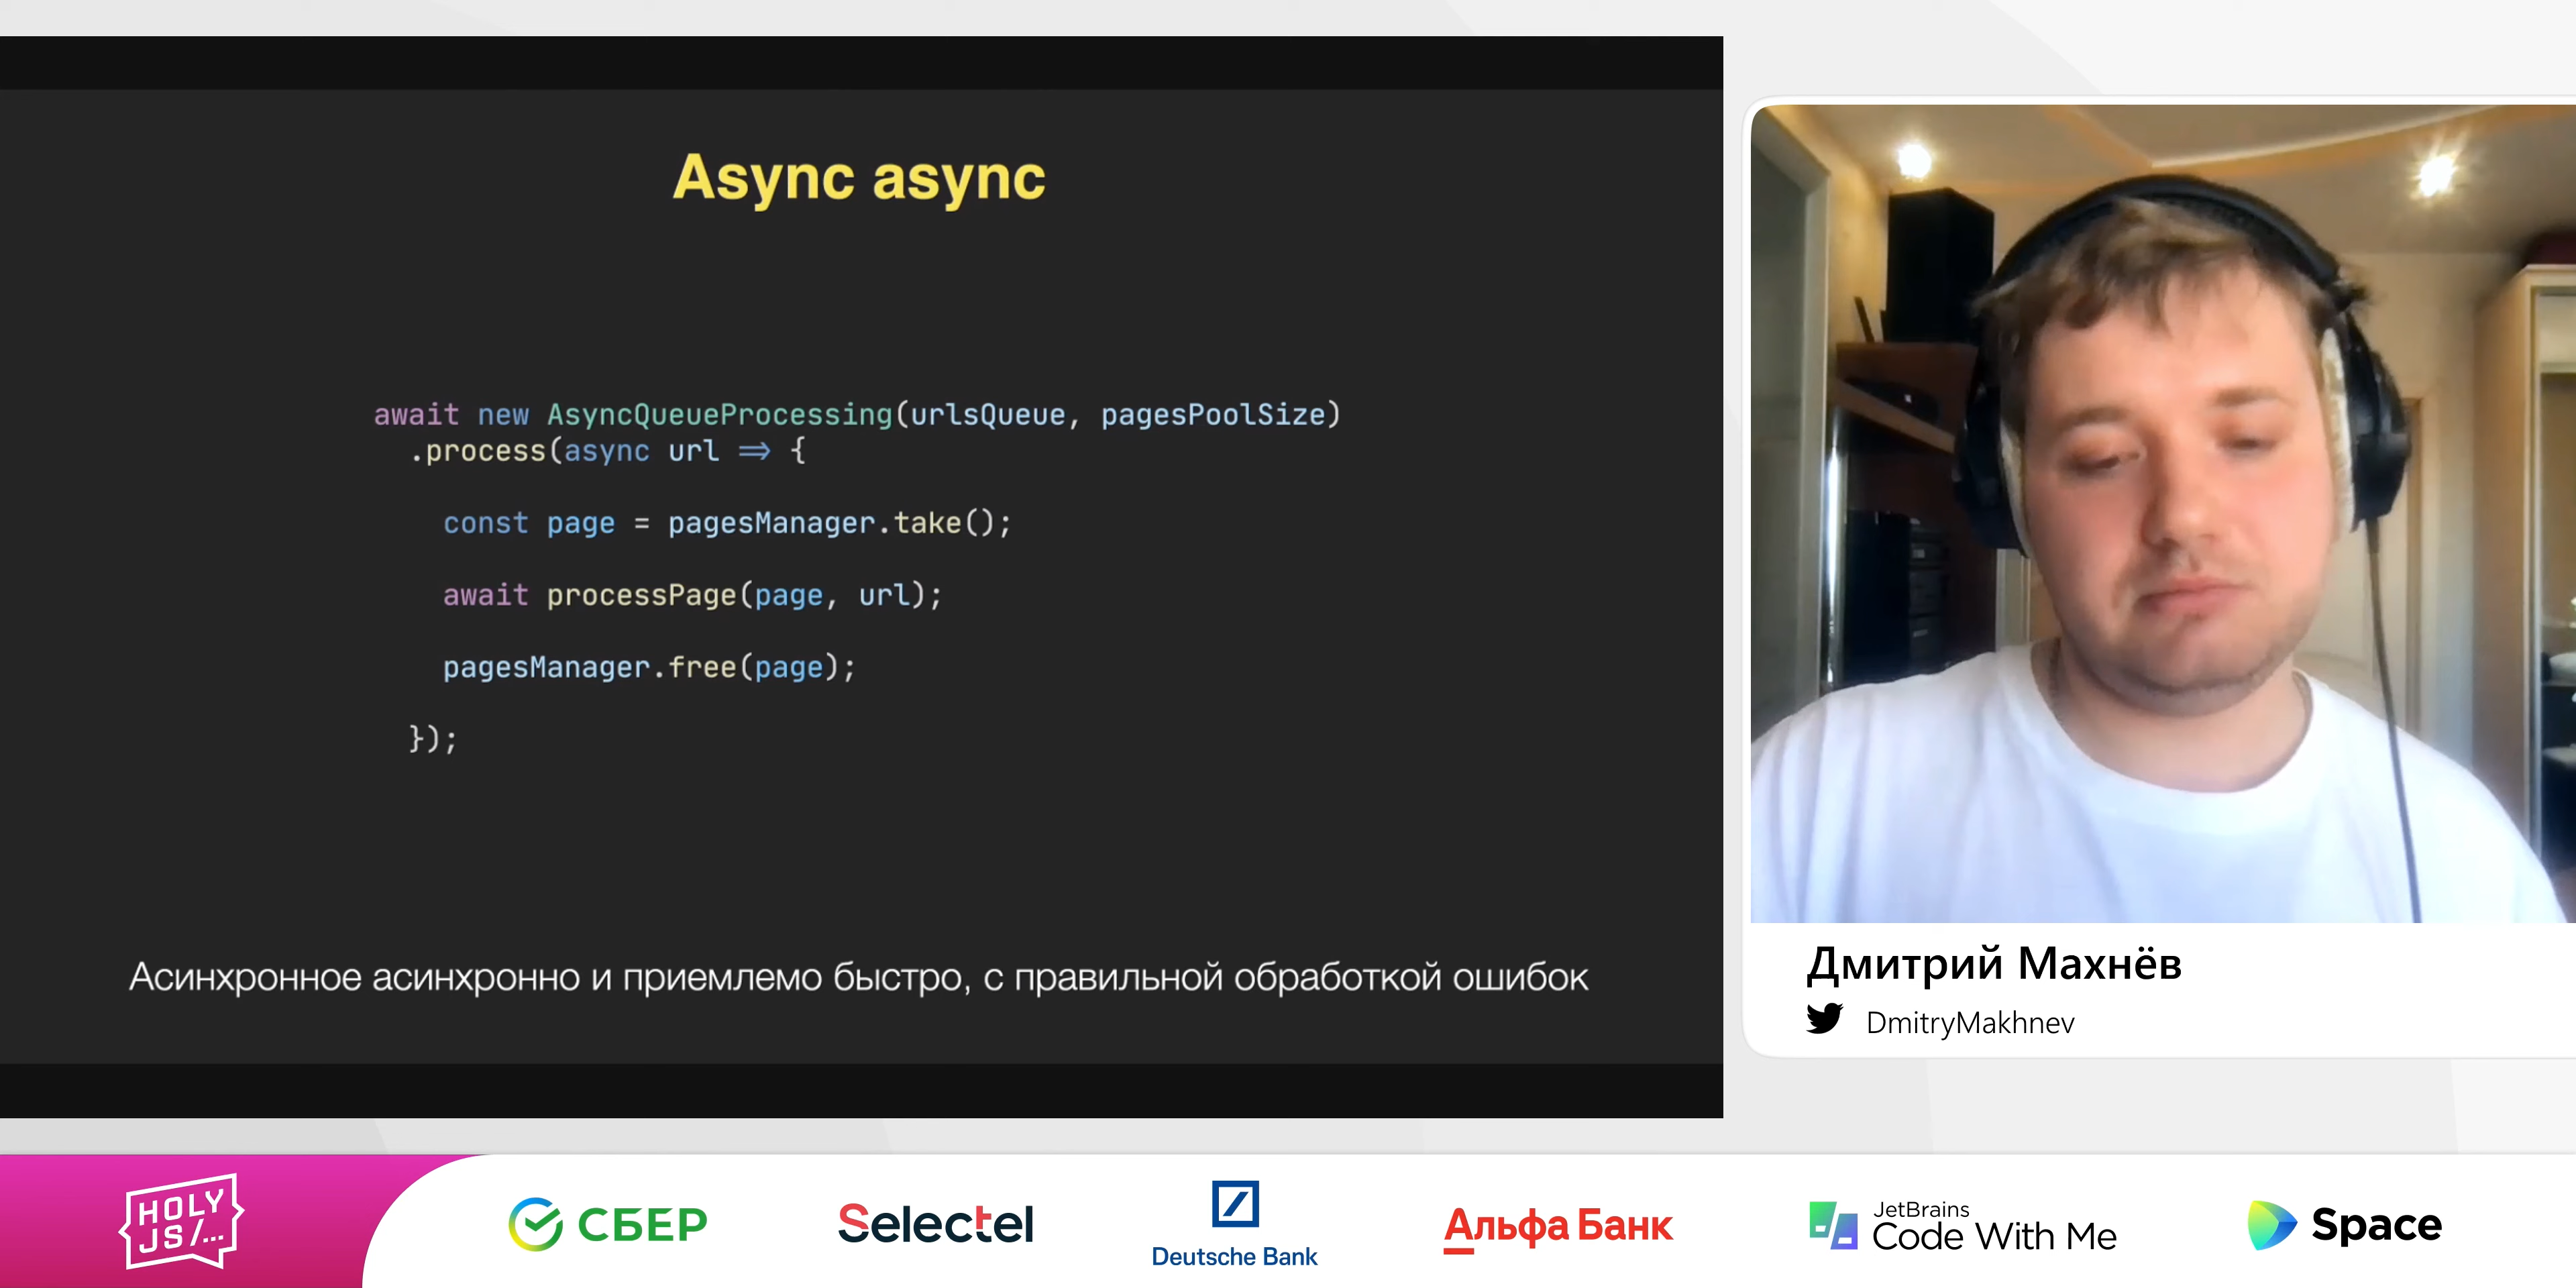 Async async
await new AsyncQueueProcessing(urlsQueue, pagesPoolSize)
.process(async url => {
const page = pagesManager.take();
await processPage(page, url);
pagesManager.free(page);
});
Асинхронное асинхронно и приемлемо быстро, с правильной обработкой ошибок
Дмитрий Махнёв
DmitryMakhnev
HOLY
JS/...
СБЕР
Selectel
Deutsche Bank
Альфа Банк
JetBrains
Code With Me
Space